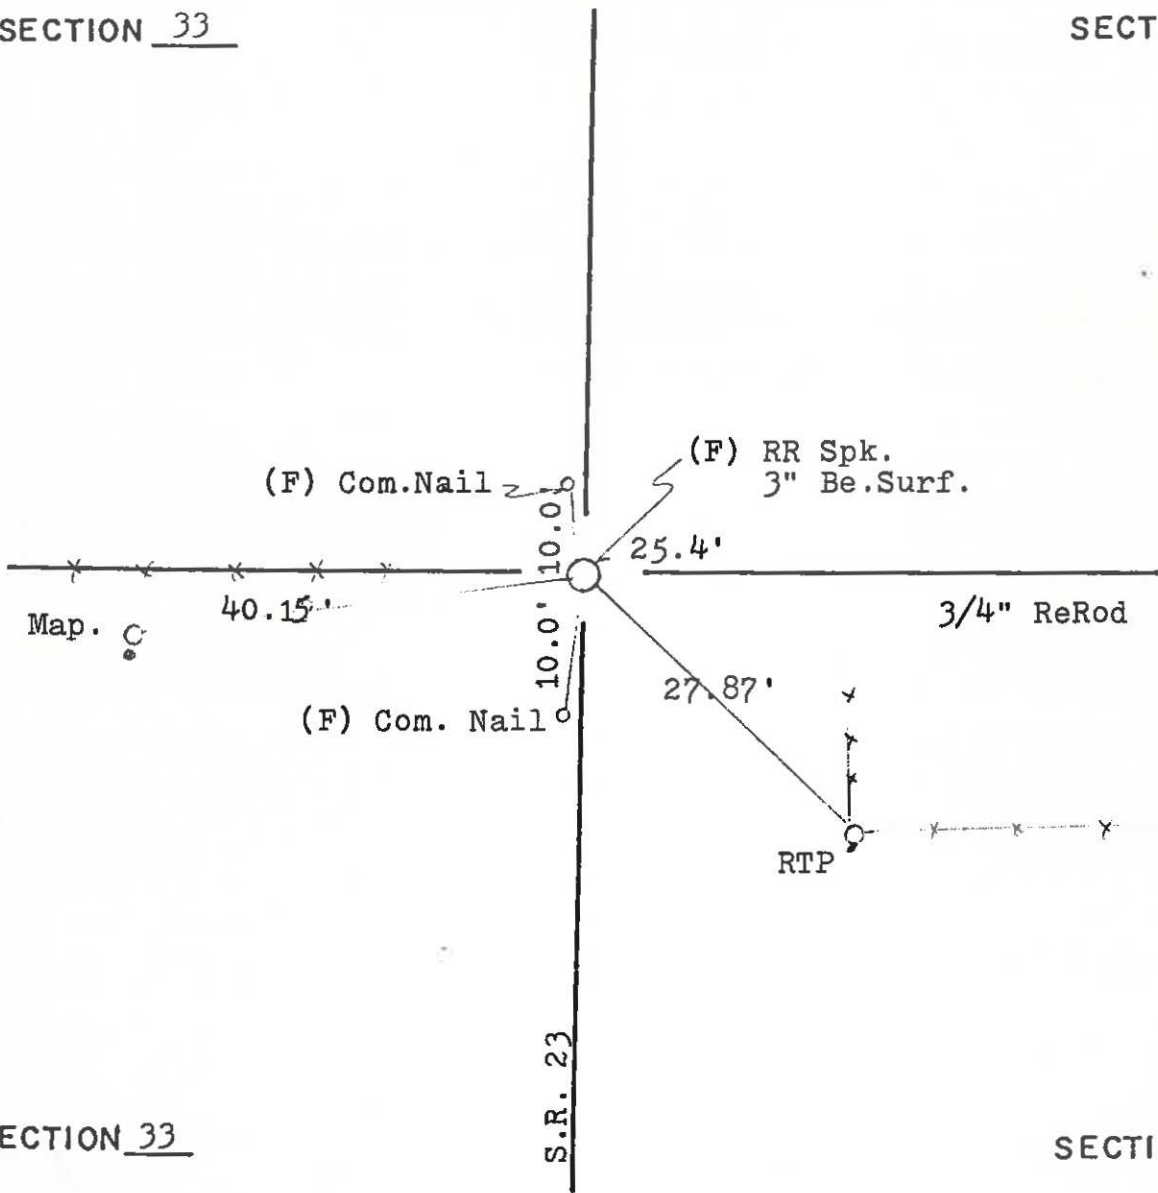 SECTION 33
SECT
(F) RR Spk.
3" Be.Surf.
(F) Com.Nail
10.0'
25.4'
40.15'
Map.
3/4" ReRod
10.0'
27.87'
(F) Com. Nail
RTP
S.R. 23
ECTION 33
SECTI